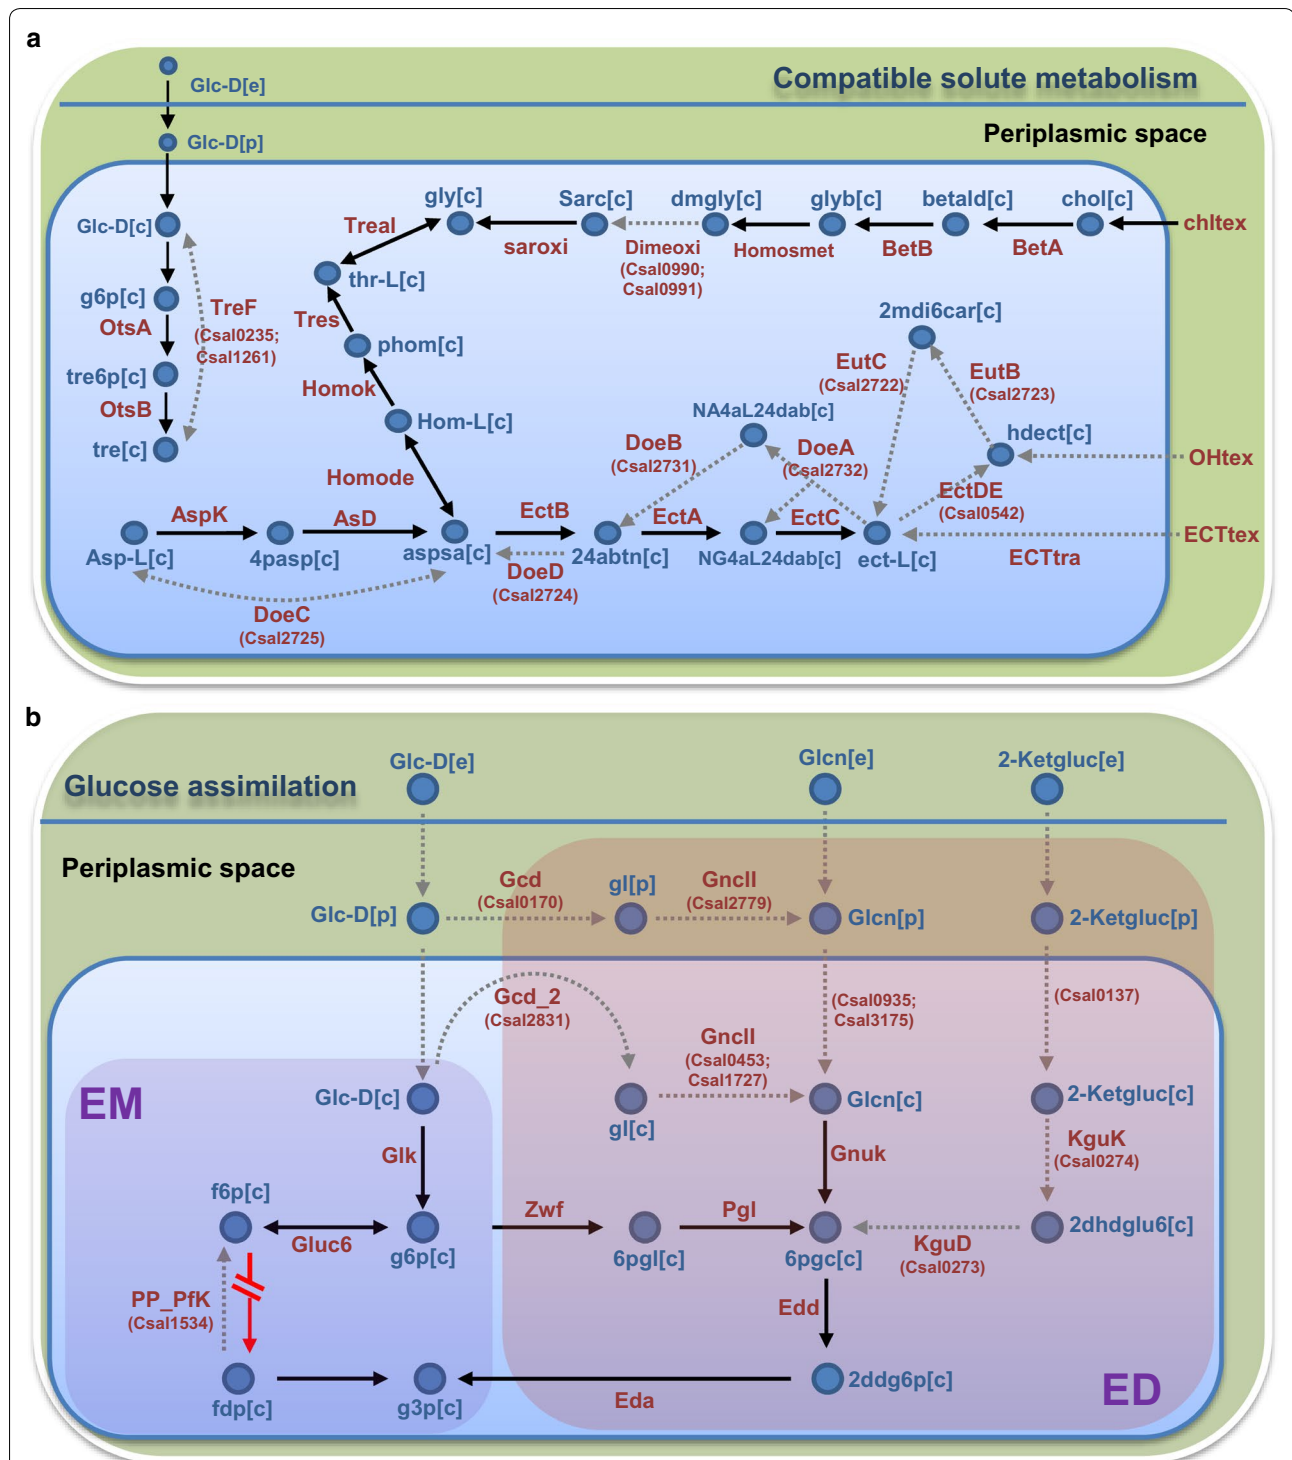 a
Glc-D[e]
Compatible solute metabolism
Periplasmic space
Glc-D[p]
gly[c]
Sarc[c]
dmgly[c]
glyb[c]
betald[c]
chol[c]
Glc-D[c]
Treal
saroxi
Dimeoxi
(Csal0990;
Csal0991)
Homosmet
BetB
BetA
chltex
thr-L[c]
g6p[c]
OtsA
TreF
(Csal0235;
Csal1261)
Tres
phom[c]
2mdi6car[c]
EutC
(Csal2722)
EutB
(Csal2723)
tre6p[c]
OtsB
Homok
Hom-L[c]
NA4aL24dab[c]
hdect[c]
tre[c]
DoeB
(Csal2731)
DoeA
(Csal2732)
OHtex
Homode
EctDE
(Csal0542)
AspK
AsD
EctB
EctA
EctC
ECTtex
Asp-L[c]
4pasp[c]
aspsa[c]
24abtn[c]
NG4aL24dab[c]
ect-L[c]
ECTtra
DoeD
(Csal2724)
DoeC
(Csal2725)
b
Glucose assimilation
Glc-D[e]
Glcn[e]
2-Ketgluc[e]
Periplasmic space
Glc-D[p]
Gcd
(Csal0170)
gl[p]
GncII
(Csal2779)
Glcn[p]
2-Ketgluc[p]
Gcd_2
(Csal2831)
(Csal0935;
Csal3175)
(Csal0137)
GncII
(Csal0453;
Csal1727)
EM
Glc-D[c]
gl[c]
Glcn[c]
2-Ketgluc[c]
Glk
Gnuk
KguK
(Csal0274)
f6p[c]
Gluc6
g6p[c]
Zwf
6pgl[c]
Pgl
6pgc[c]
KguD
(Csal0273)
2dhdglu6[c]
PP_PfK
(Csal1534)
Edd
fdp[c]
g3p[c]
Eda
2ddg6p[c]
ED